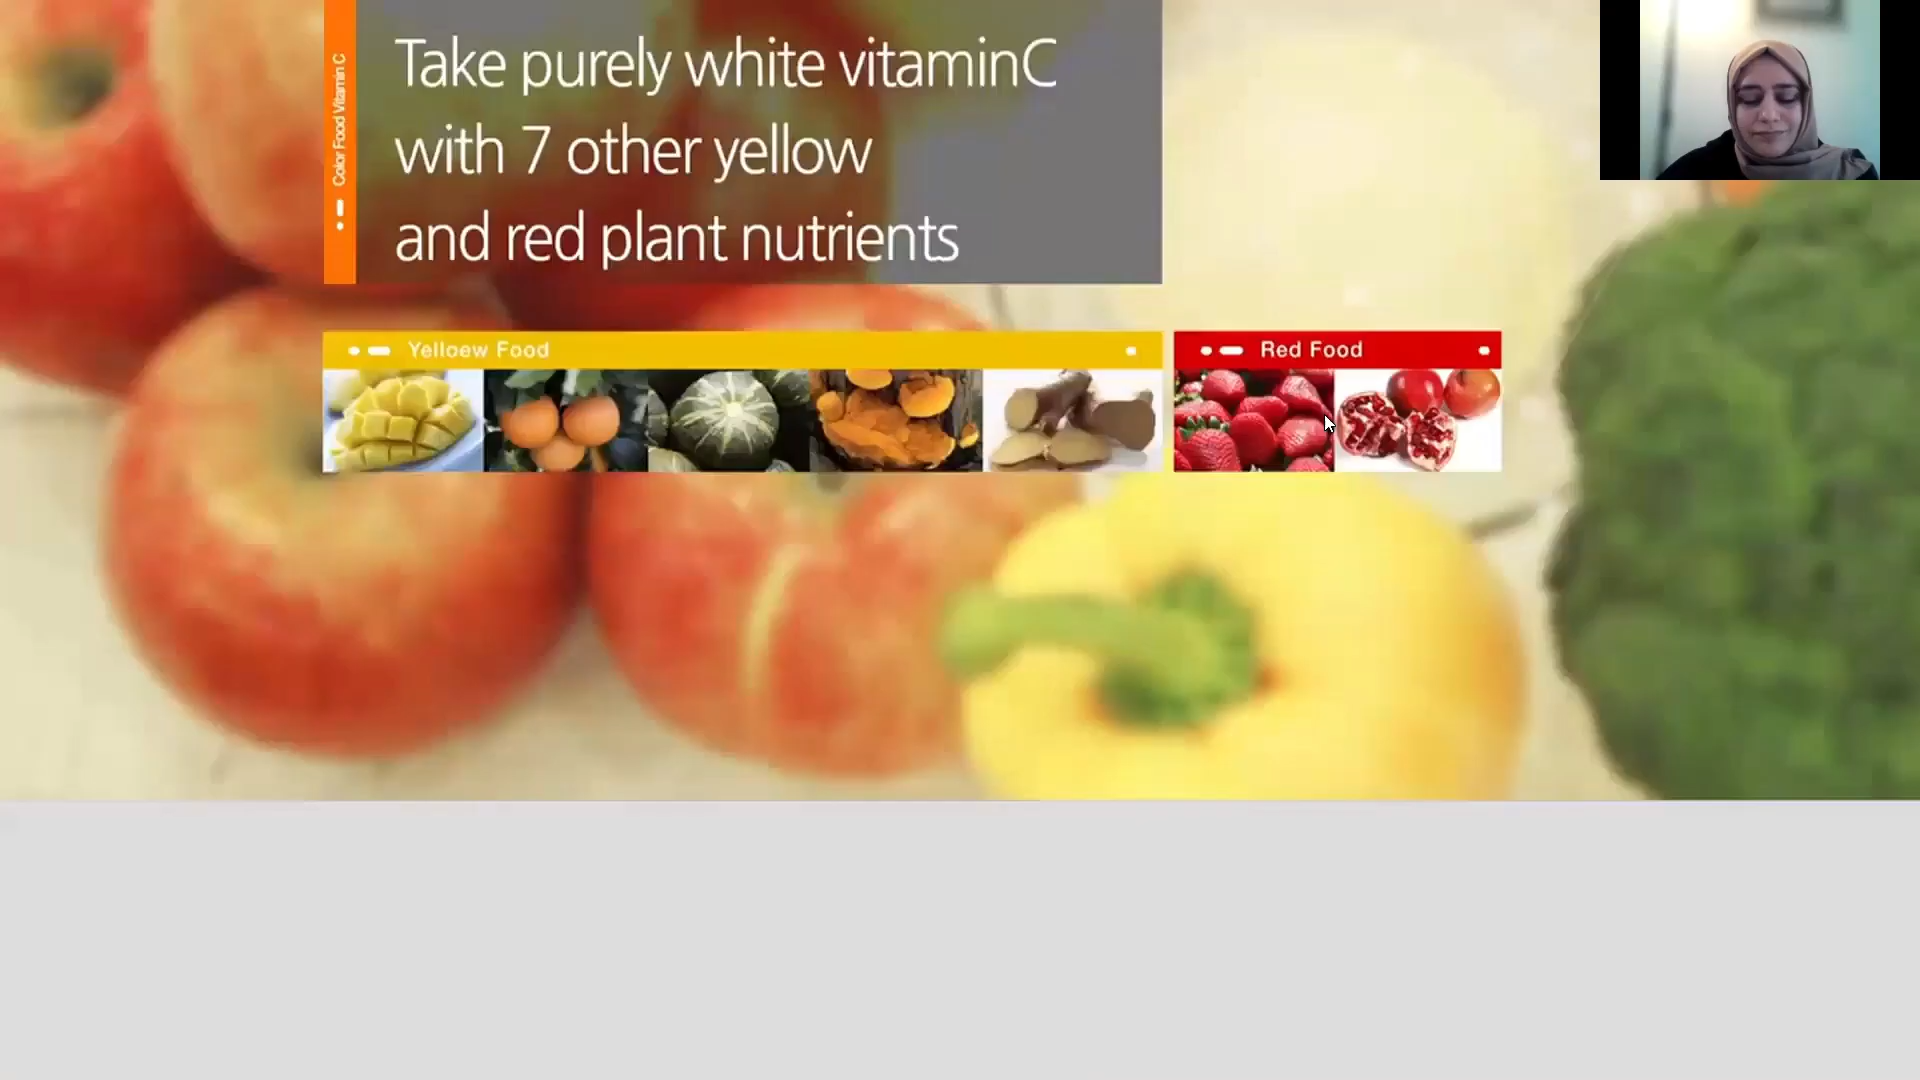 Color Food Vitamin C
Take purely white vitaminC
with 7 other yellow
and red plant nutrients
Yelloew Food
Red Food